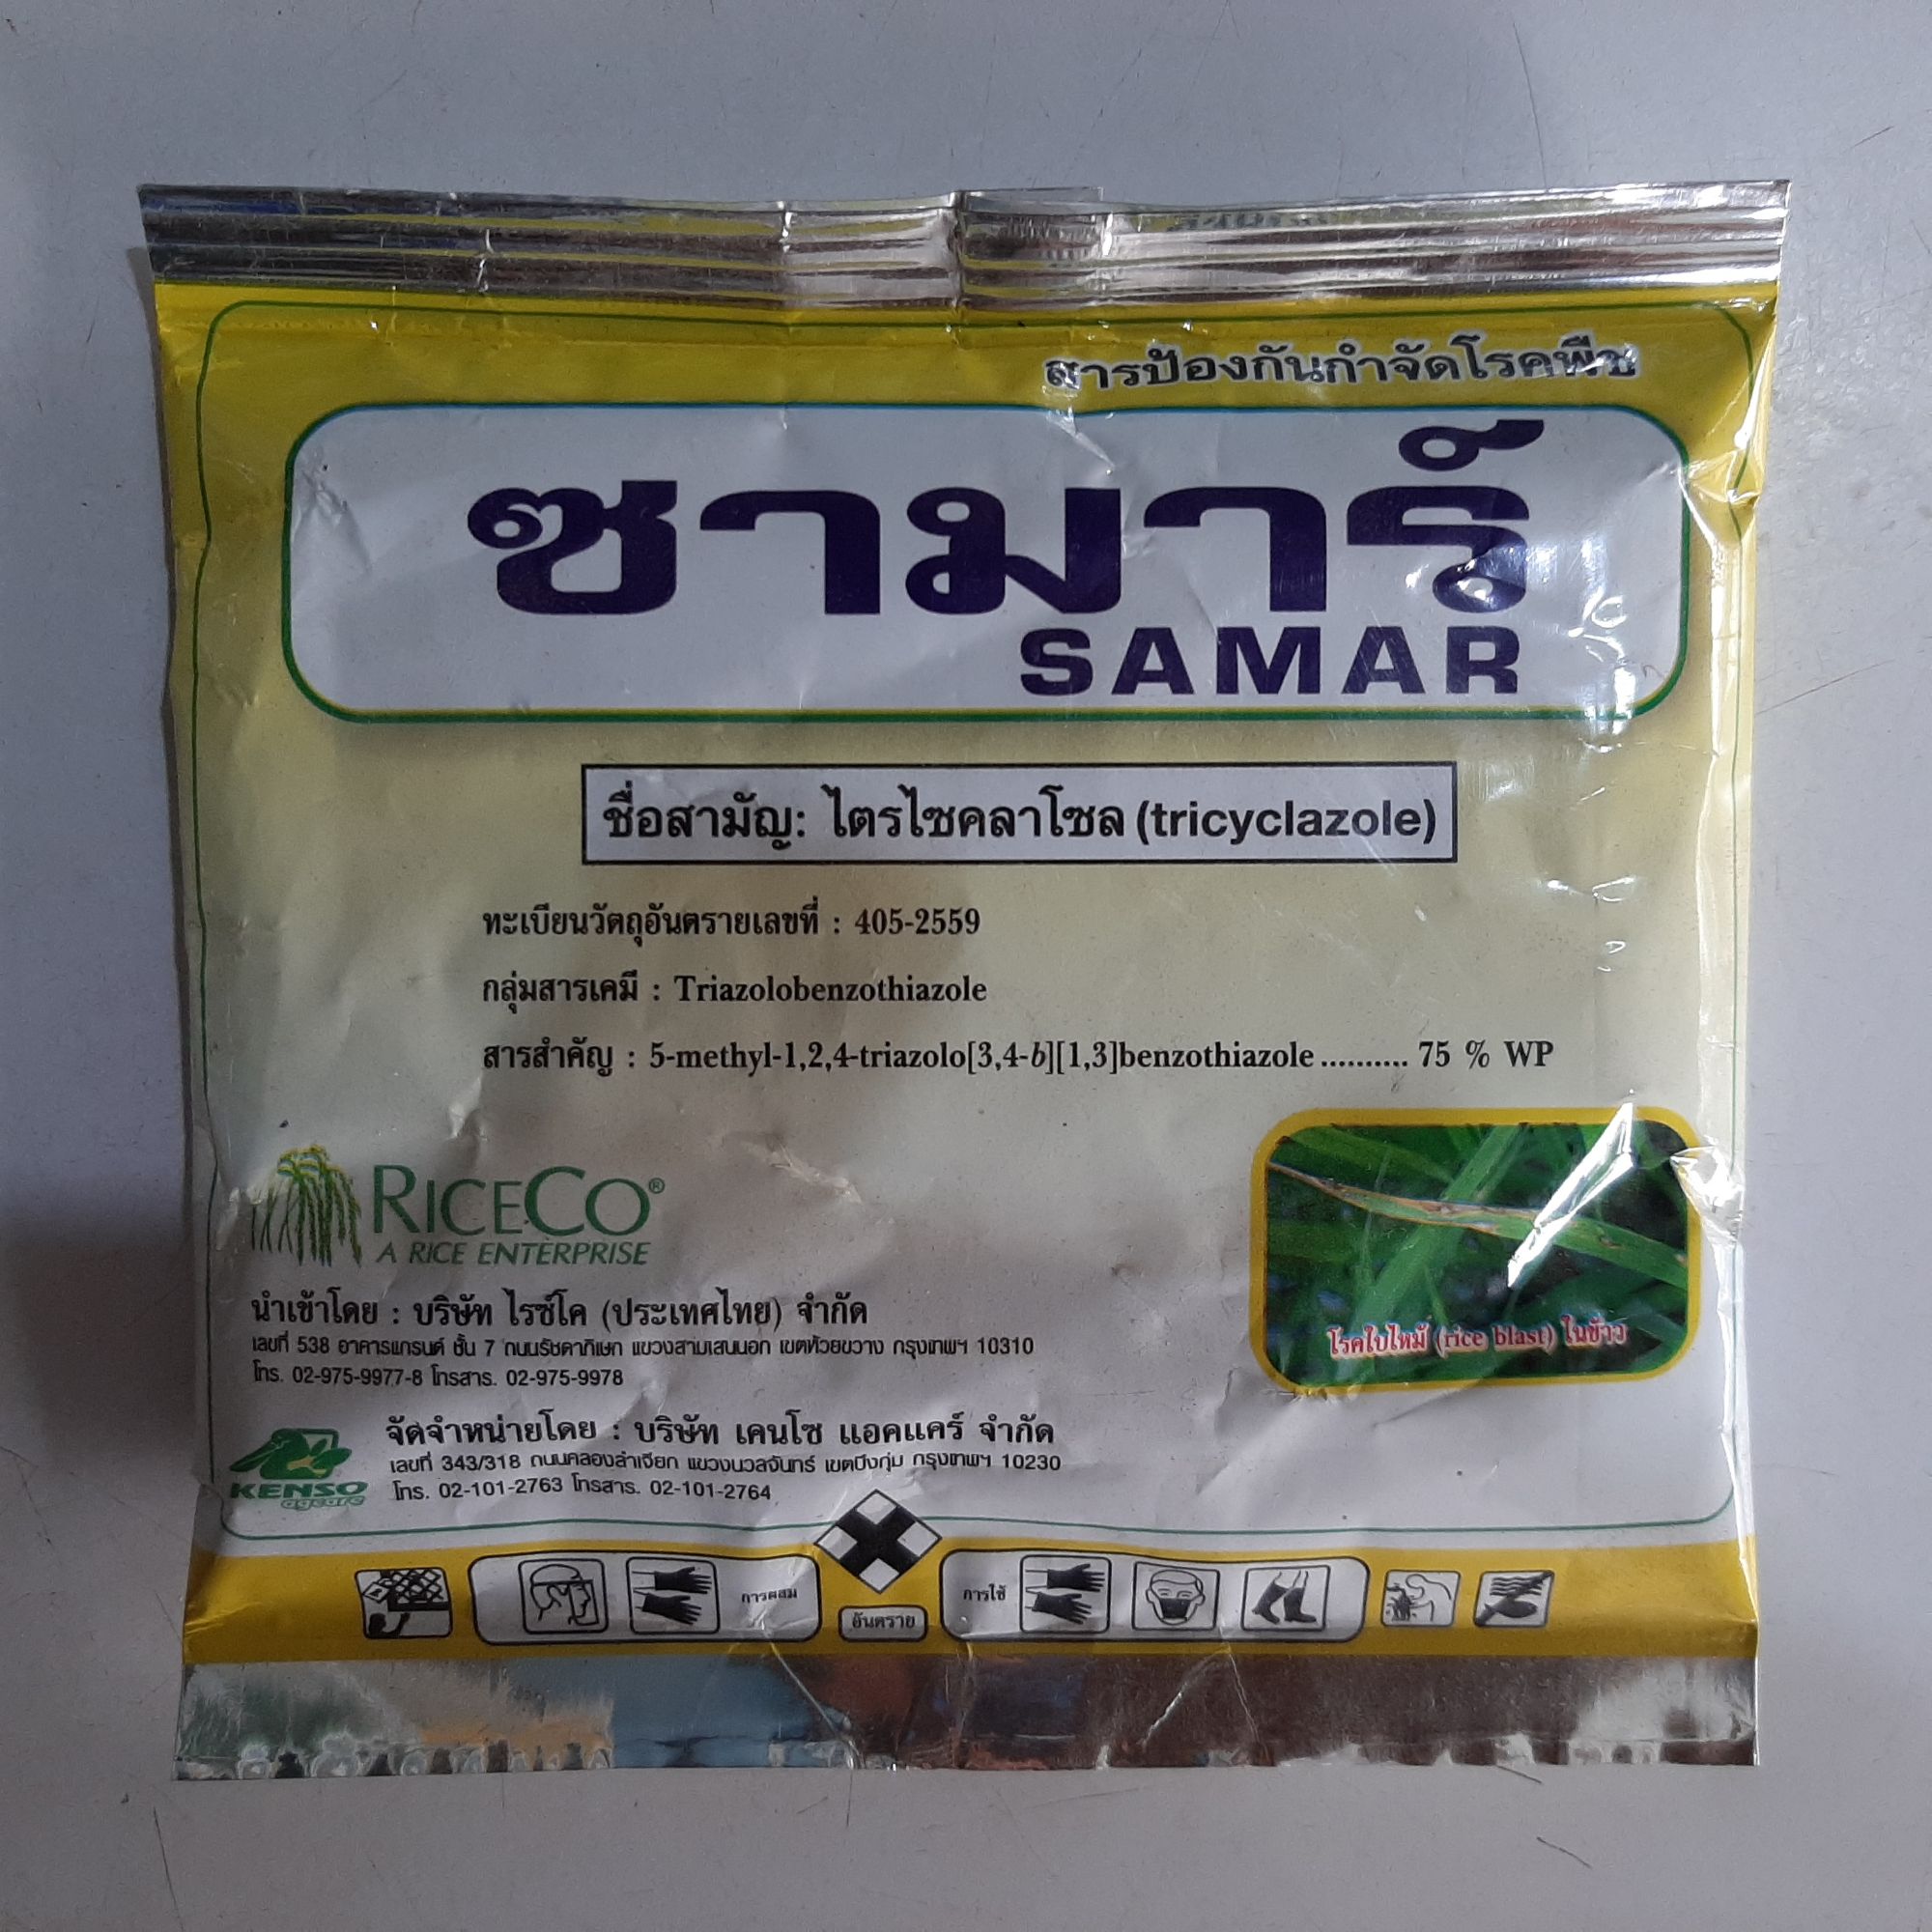 สารป้องกันกำจัดโรคพืช
ซามาร์
SAMAR
ชื่อสามัญ: ไตรไซคลาโซล (tricyclazole)
ทะเบียนวัตถุอันตรายเลขที่ : 405-2559
กลุ่มสารเคมี : Triazolobenzothiazole
สารสำคัญ : 5-methyl-1,2,4-triazolo[3,4-b][1,3]benzothiazole.......... 75 % WP
RICECO®
A RICE ENTERPRISE
โรคใบไหม้ (rice blast) ในข้าว
นำเข้าโดย : บริษัท ไรซ์โค (ประเทศไทย) จำกัด
เลขที่ 538 อาคารแกรนด์ ชั้น 7 ถนนรัชดาภิเษก แขวงสามเสนนอก เขตห้วยขวาง กรุงเทพฯ 10310
โทร. 02-975-9977-8 โทรสาร. 02-975-9978
จัดจำหน่ายโดย : บริษัท เคนโซ แอคแคร์ จำกัด
เลขที่ 343/318 ถนนคลองลำเจียก แขวงนวลจันทร์ เขตบึงกุ่ม กรุงเทพฯ 10230
โทร. 02-101-2763 โทรสาร. 02-101-2764
KENSO
agcare
การผสม
อันตราย
การใช้